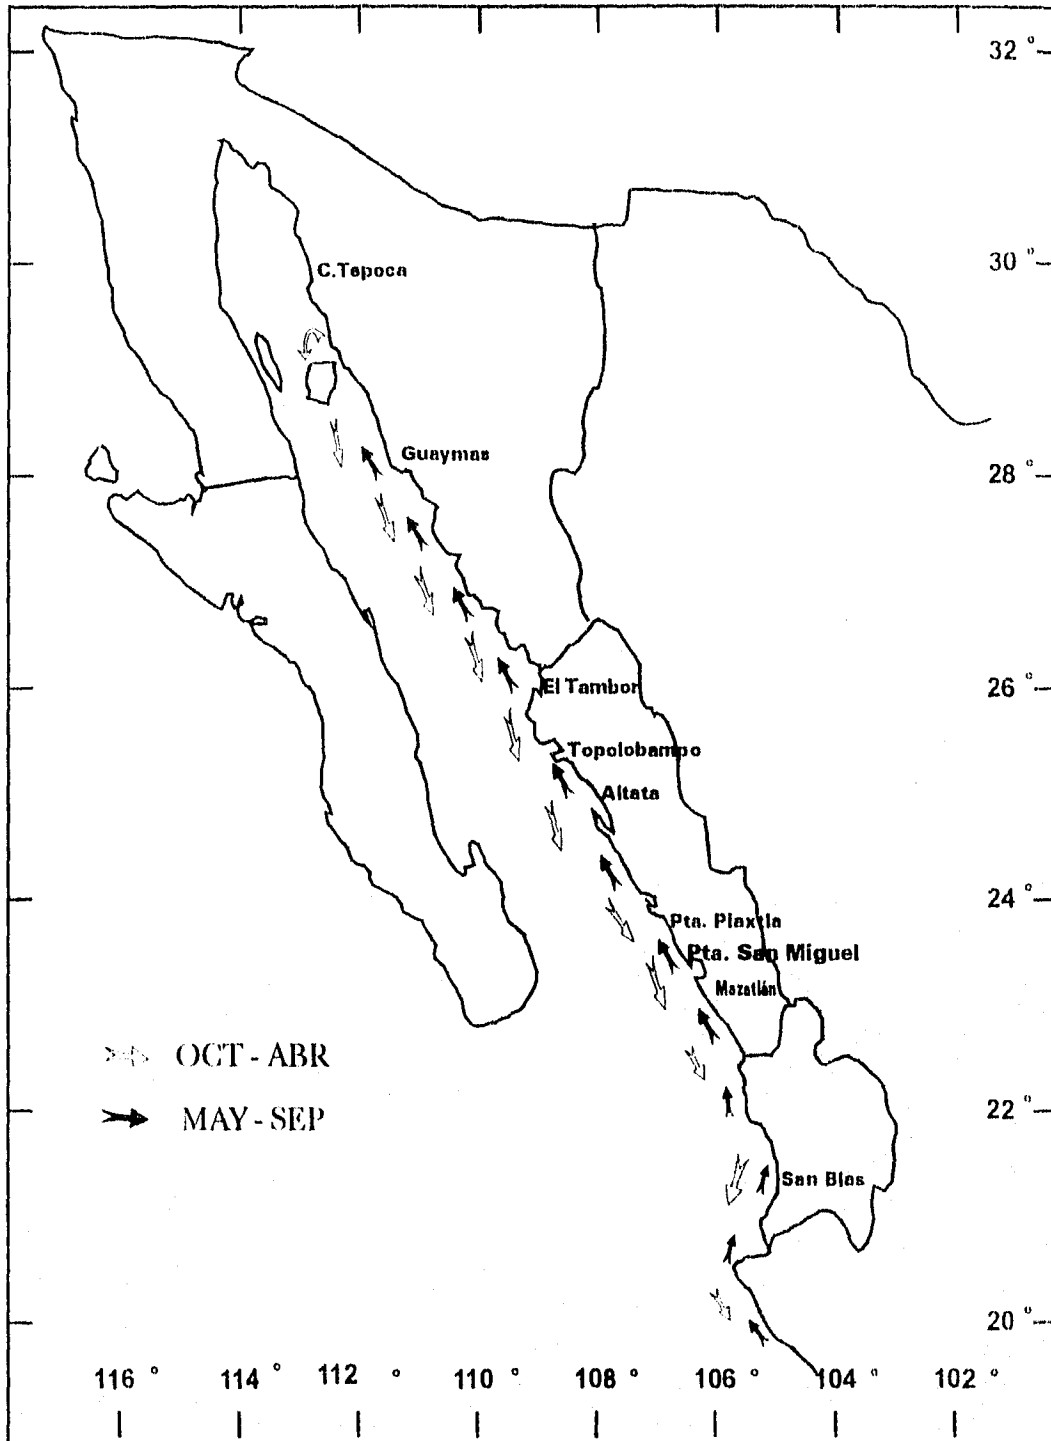 32 °
30 °
C.Tepoca
Guaymas
28 °
26 °
El Tambor
Topolobampo
Altata
24 °
Pta. Piaxtla
Pta. San Miguel
Mazatlán
OCT - ABR
22 °
MAY - SEP
San Blas
20 °
116 ° 114 ° 112 ° 110 ° 108 ° 106 ° 104 ° 102 °